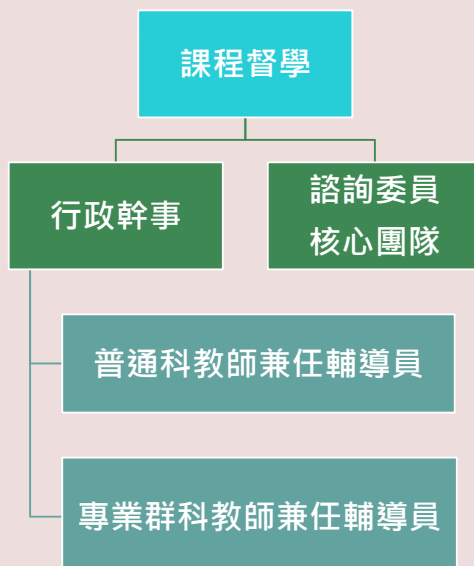 課程督學
行政幹事
諮詢委員
核心團隊
普通科教師兼任輔導員
專業群科教師兼任輔導員